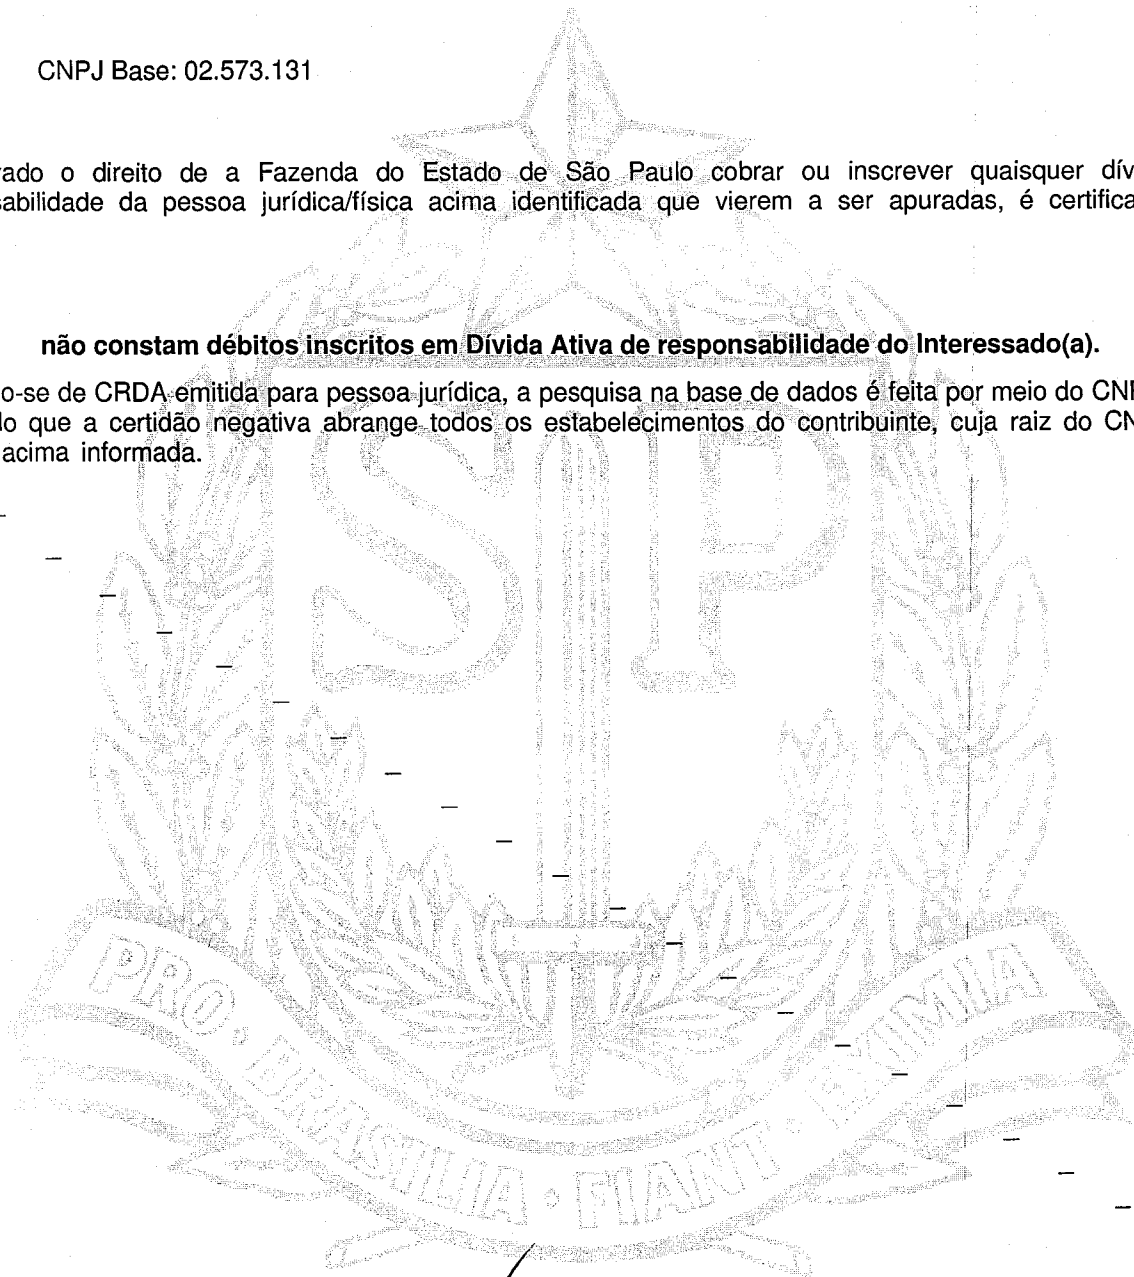 CNPJ Base: 02.573.131
ado o direito de a Fazenda do Estado de São Paulo cobrar ou inscrever quaisquer dív
sabilidade da pessoa jurídica/física acima identificada que vierem a ser apuradas, é certifica
não constam débitos inscritos em Dívida Ativa de responsabilidade do Interessado(a).
o-se de CRDA emitida para pessoa jurídica, a pesquisa na base de dados é feita por meio do CN
do que a certidão negativa abrange todos os estabelecimentos do contribuinte, cuja raiz do CN
acima informada.
SP
PRO · BRASILIA · FIANT · EXIMIA